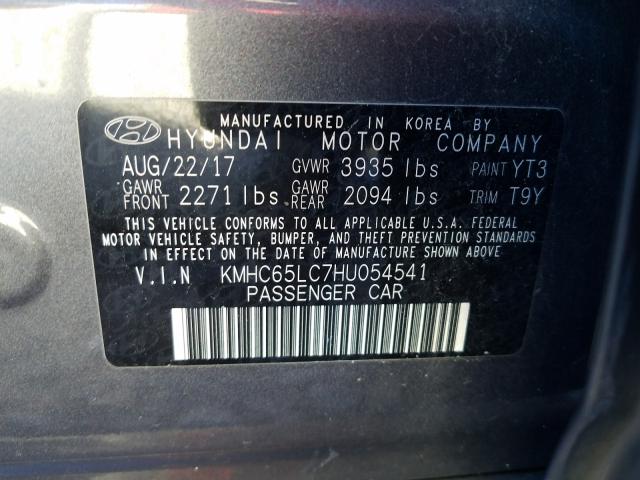 MANUFACTURED IN KOREA BY
HYUNDAI MOTOR COMPANY
AUG/22/17 GVWR 3935 lbs PAINT YT3
GAWR FRONT 2271 lbs GAWR REAR 2094 lbs TRIM T9Y
THIS VEHICLE CONFORMS TO ALL APPLICABLE U.S.A. FEDERAL
MOTOR VEHICLE SAFETY, BUMPER, AND THEFT PREVENTION STANDARDS
IN EFFECT ON THE DATE OF MANUFACTURE SHOWN ABOVE
V.I.N KMHC65LC7HU054541
PASSENGER CAR